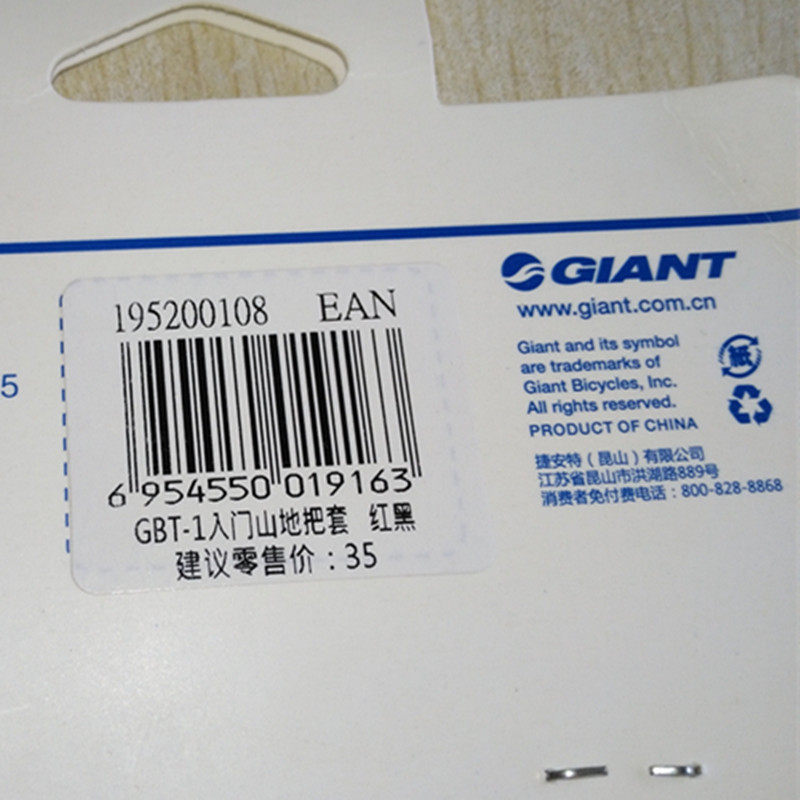 GIANT
www.giant.com.cn
195200108 EAN
Giant and its symbol
are trademarks of
Giant Bicycles, Inc.
All rights reserved.
PRODUCT OF CHINA
紙
5
捷安特（昆山）有限公司
江苏省昆山市洪湖路889号
消费者免付费电话：800-828-8868
6 954550 019163
GBT-1入门山地把套 红黑
建议零售价：35